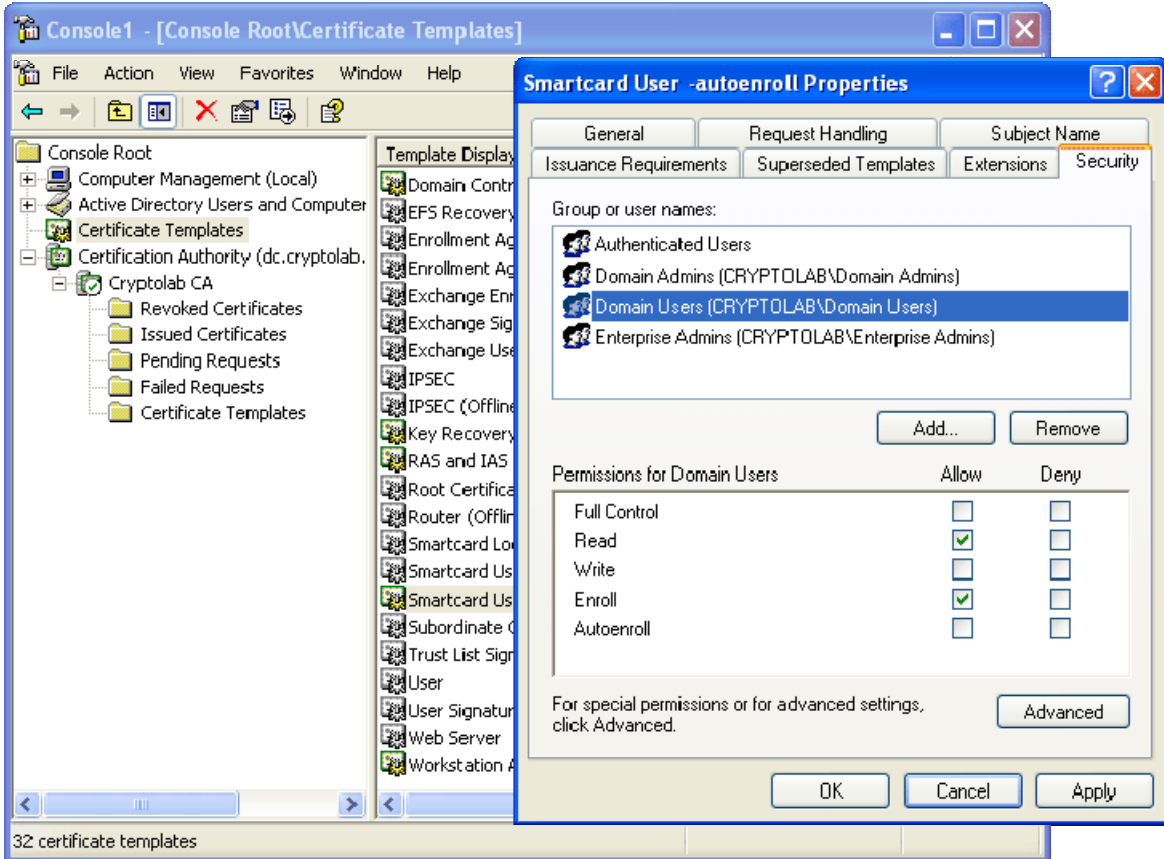 Console1 - [Console Root\Certificate Templates]
File Action View Favorites Window Help
Console Root
Computer Management (Local)
Active Directory Users and Computer
Certificate Templates
Certification Authority (dc.cryptolab.
Cryptolab CA
Revoked Certificates
Issued Certificates
Pending Requests
Failed Requests
Certificate Templates
Template Display
Domain Contr
EFS Recovery
Enrollment Ag
Enrollment Ag
Exchange Enr
Exchange Sig
Exchange Use
IPSEC
IPSEC (Offline
Key Recovery
RAS and IAS
Root Certifica
Router (Offlin
Smartcard Lo
Smartcard Us
Smartcard Us
Subordinate C
Trust List Sign
User
User Signatur
Web Server
Workstation A
32 certificate templates
Smartcard User -autoenroll Properties
General Request Handling Subject Name
Issuance Requirements Superseded Templates Extensions Security
Group or user names:
Authenticated Users
Domain Admins (CRYPTOLAB\Domain Admins)
Domain Users (CRYPTOLAB\Domain Users)
Enterprise Admins (CRYPTOLAB\Enterprise Admins)
Add... Remove
Permissions for Domain Users Allow Deny
Full Control
Read
Write
Enroll
Autoenroll
For special permissions or for advanced settings,
click Advanced.
Advanced
OK Cancel Apply